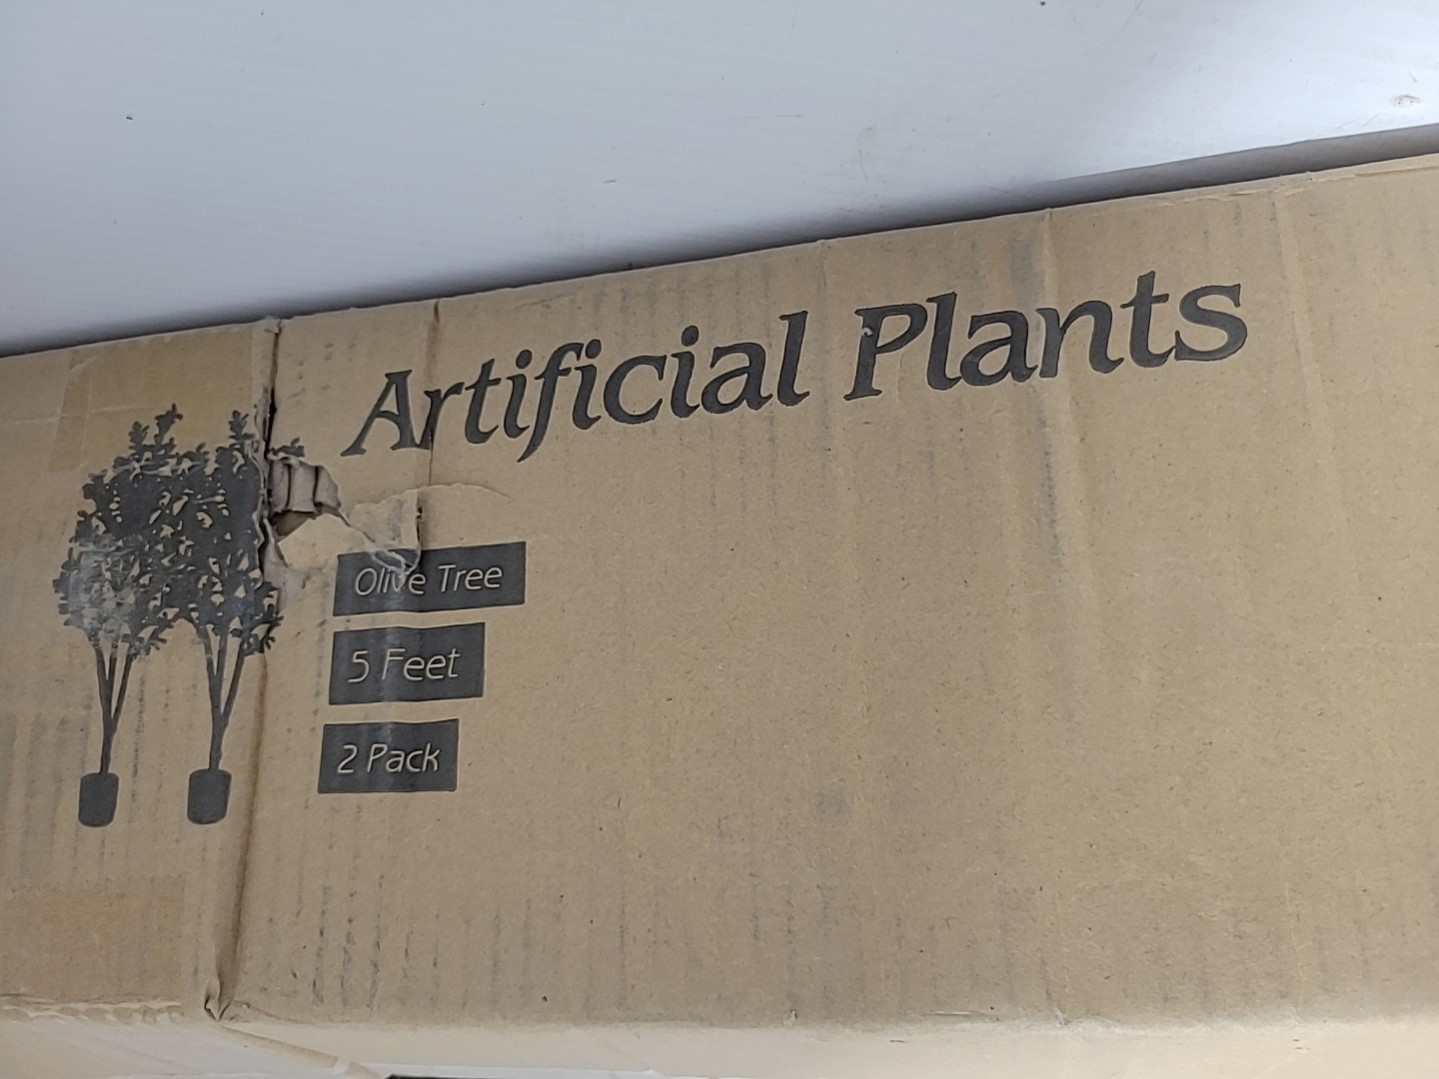 Artificial Plants
Olive Tree
5 Feet
2 Pack